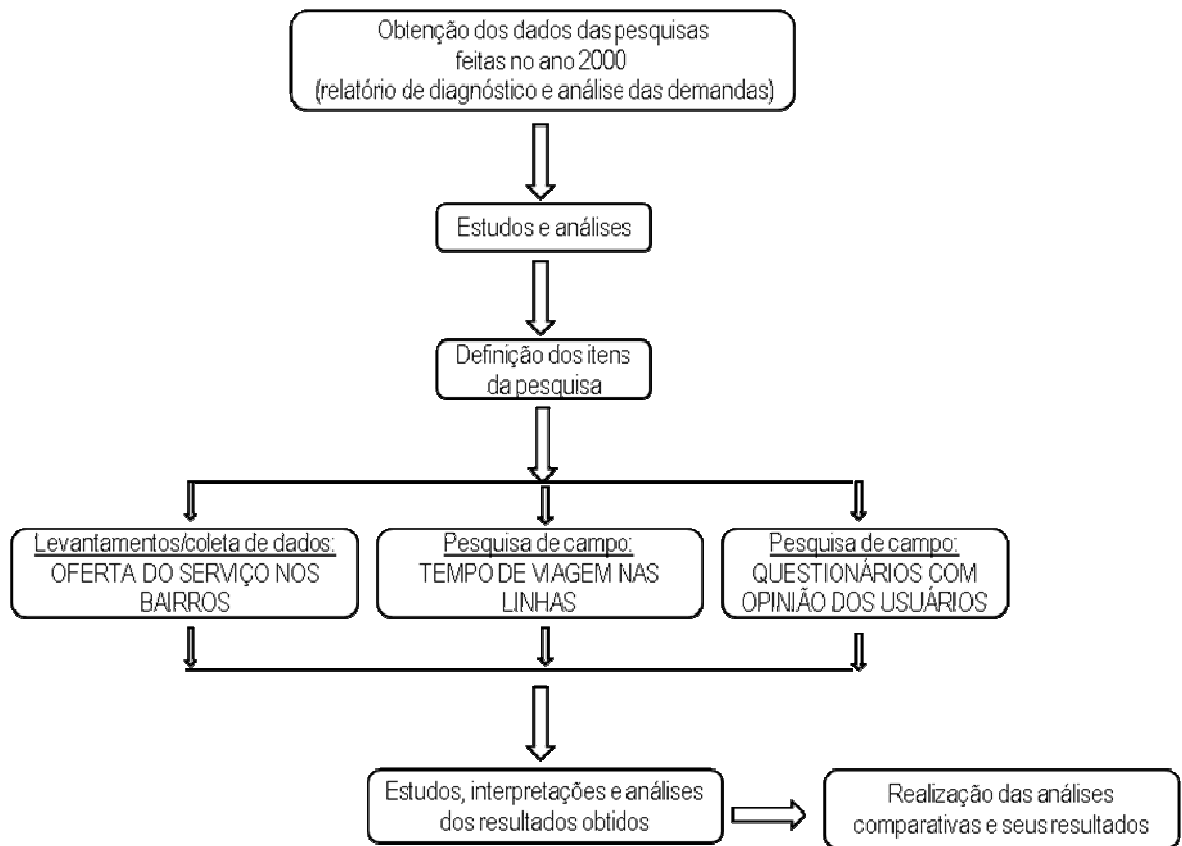 Obtenção dos dados das pesquisas
feitas no ano 2000
(relatório de diagnóstico e análise das demandas)
Estudos e análises
Definição dos itens
da pesquisa
Levantamentos/coleta de dados:
OFERTA DO SERVIÇO NOS
BAIRROS
Pesquisa de campo:
TEMPO DE VIAGEM NAS
LINHAS
Pesquisa de campo:
QUESTIONÁRIOS COM
OPINIÃO DOS USUÁRIOS
Estudos, interpretações e análises
dos resultados obtidos
Realização das análises
comparativas e seus resultados